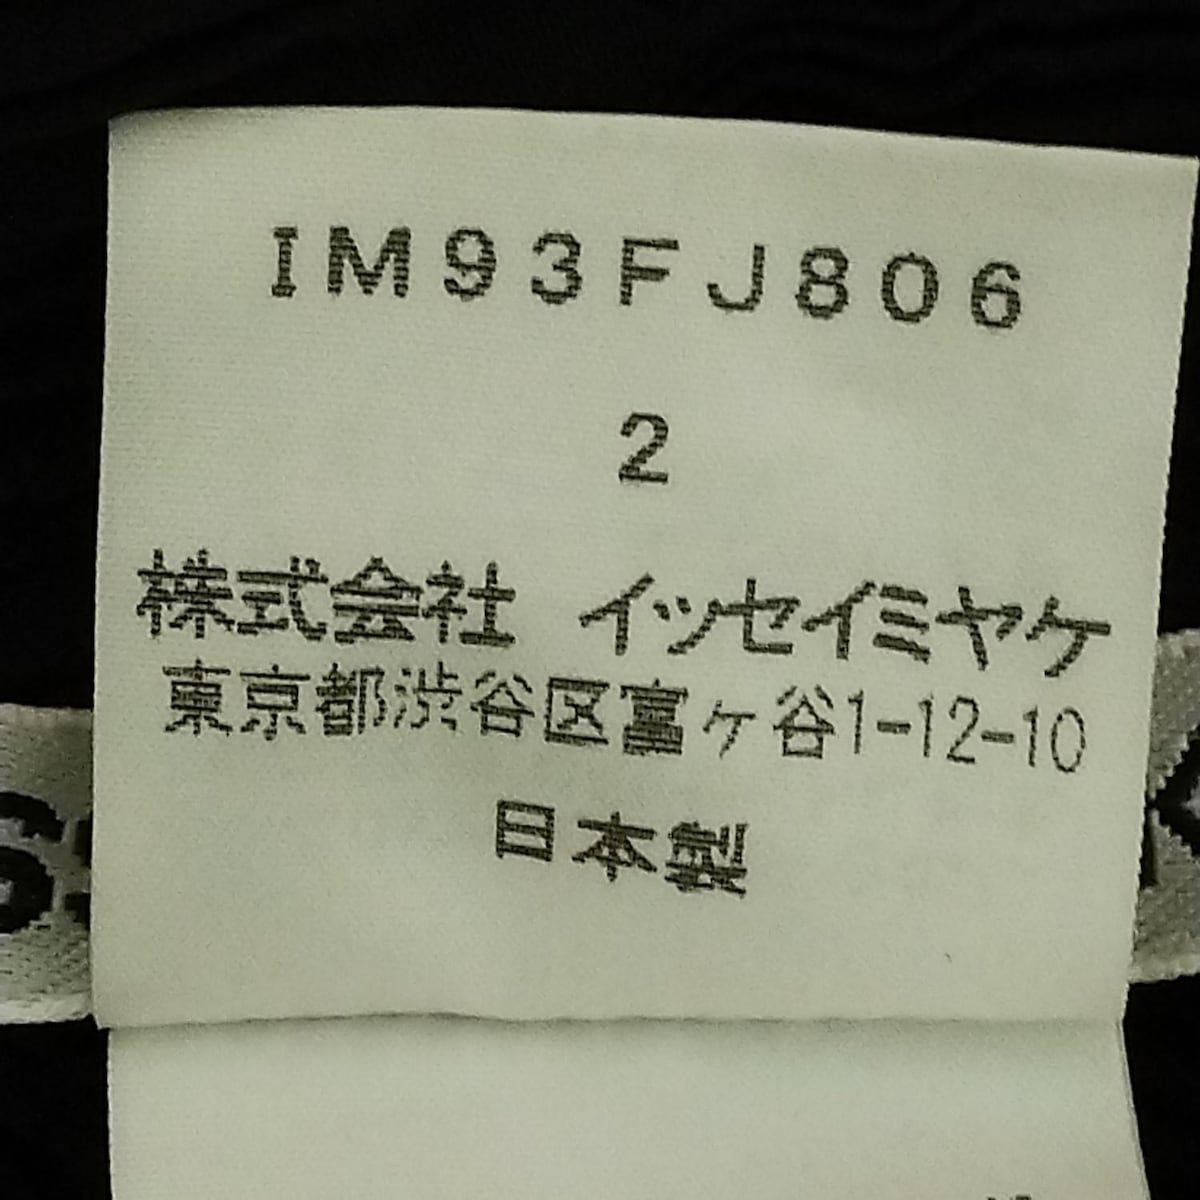 IM93FJ806
2
株式会社 イッセイミヤケ
東京都渋谷区富ヶ谷1-12-10
日本製